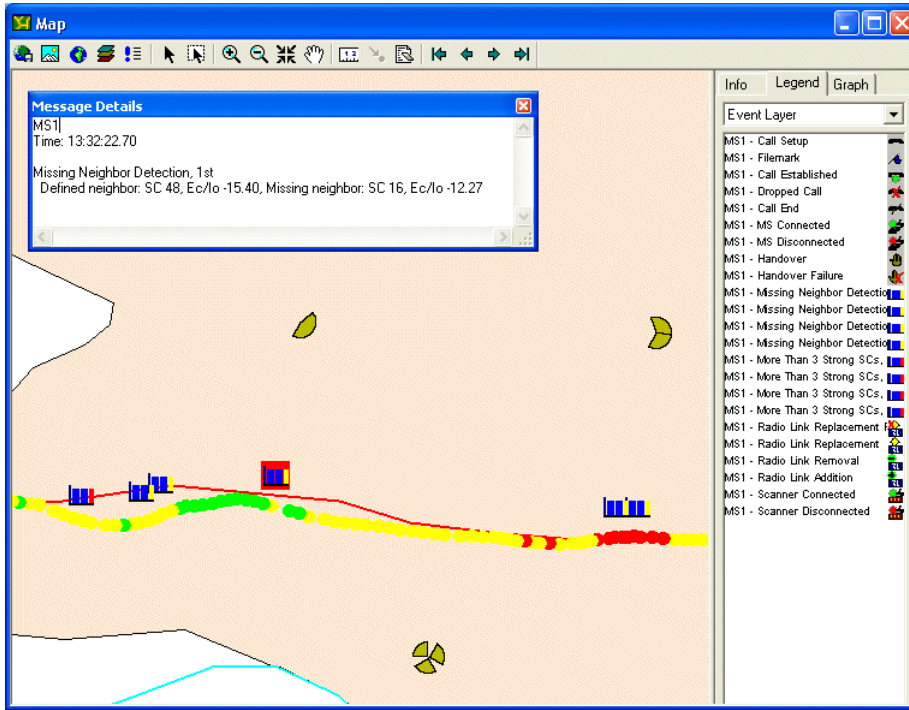 Map
Message Details
MS1
Time: 13:32:22.70
Missing Neighbor Detection, 1st
Defined neighbor: SC 48, Ec/Io -15.40, Missing neighbor: SC 16, Ec/Io -12.27
Info Legend Graph
Event Layer
MS1 - Call Setup
MS1 - Filemark
MS1 - Call Established
MS1 - Dropped Call
MS1 - Call End
MS1 - MS Connected
MS1 - MS Disconnected
MS1 - Handover
MS1 - Handover Failure
MS1 - Missing Neighbor Detectio
MS1 - Missing Neighbor Detectio
MS1 - Missing Neighbor Detectio
MS1 - Missing Neighbor Detectio
MS1 - More Than 3 Strong SCs,
MS1 - More Than 3 Strong SCs,
MS1 - More Than 3 Strong SCs,
MS1 - More Than 3 Strong SCs,
MS1 - Radio Link Replacement F
MS1 - Radio Link Replacement
MS1 - Radio Link Removal
MS1 - Radio Link Addition
MS1 - Scanner Connected
MS1 - Scanner Disconnected